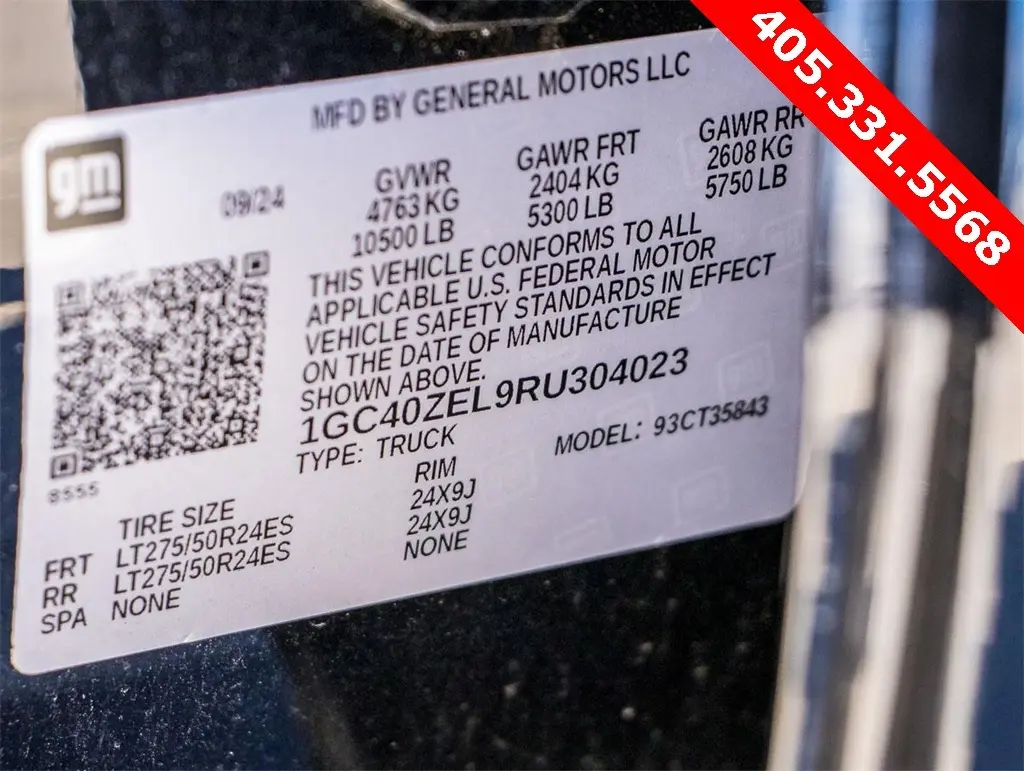 405.331.5568
MFD BY GENERAL MOTORS LLC
gm
09/24
GVWR
4763 KG
10500 LB
GAWR FRT
2404 KG
5300 LB
GAWR RR
2608 KG
5750 LB
THIS VEHICLE CONFORMS TO ALL
APPLICABLE U.S. FEDERAL MOTOR
VEHICLE SAFETY STANDARDS IN EFFECT
ON THE DATE OF MANUFACTURE
SHOWN ABOVE.
1GC40ZEL9RU304023
TYPE: TRUCK
MODEL: 93CT35843
8555
TIRE SIZE RIM
FRT LT275/50R24ES 24X9J
RR LT275/50R24ES 24X9J
SPA NONE NONE